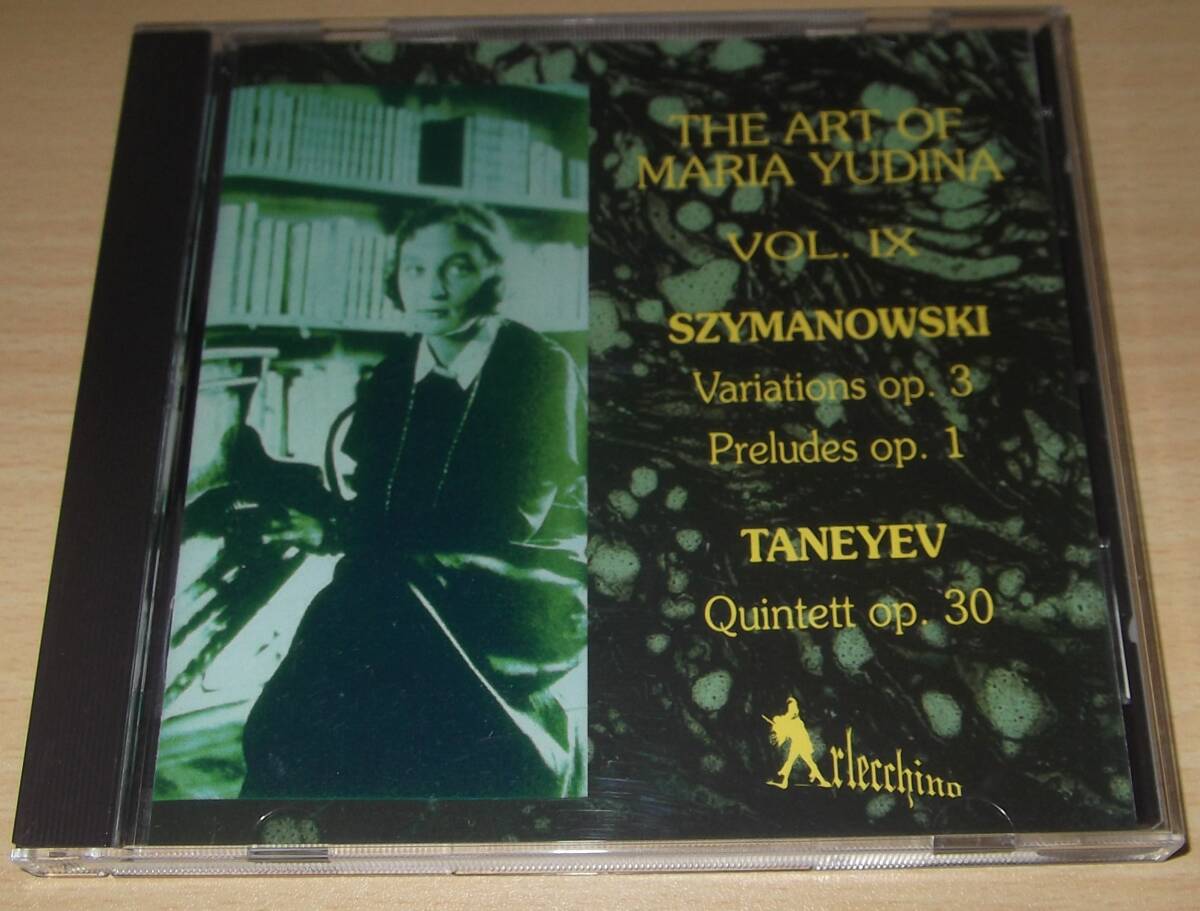 THE ART OF
MARIA YUDINA
VOL. IX
SZYMANOWSKI
Variations op. 3
Preludes op. 1
TANEYEV
Quintett op. 30
Arlecchino